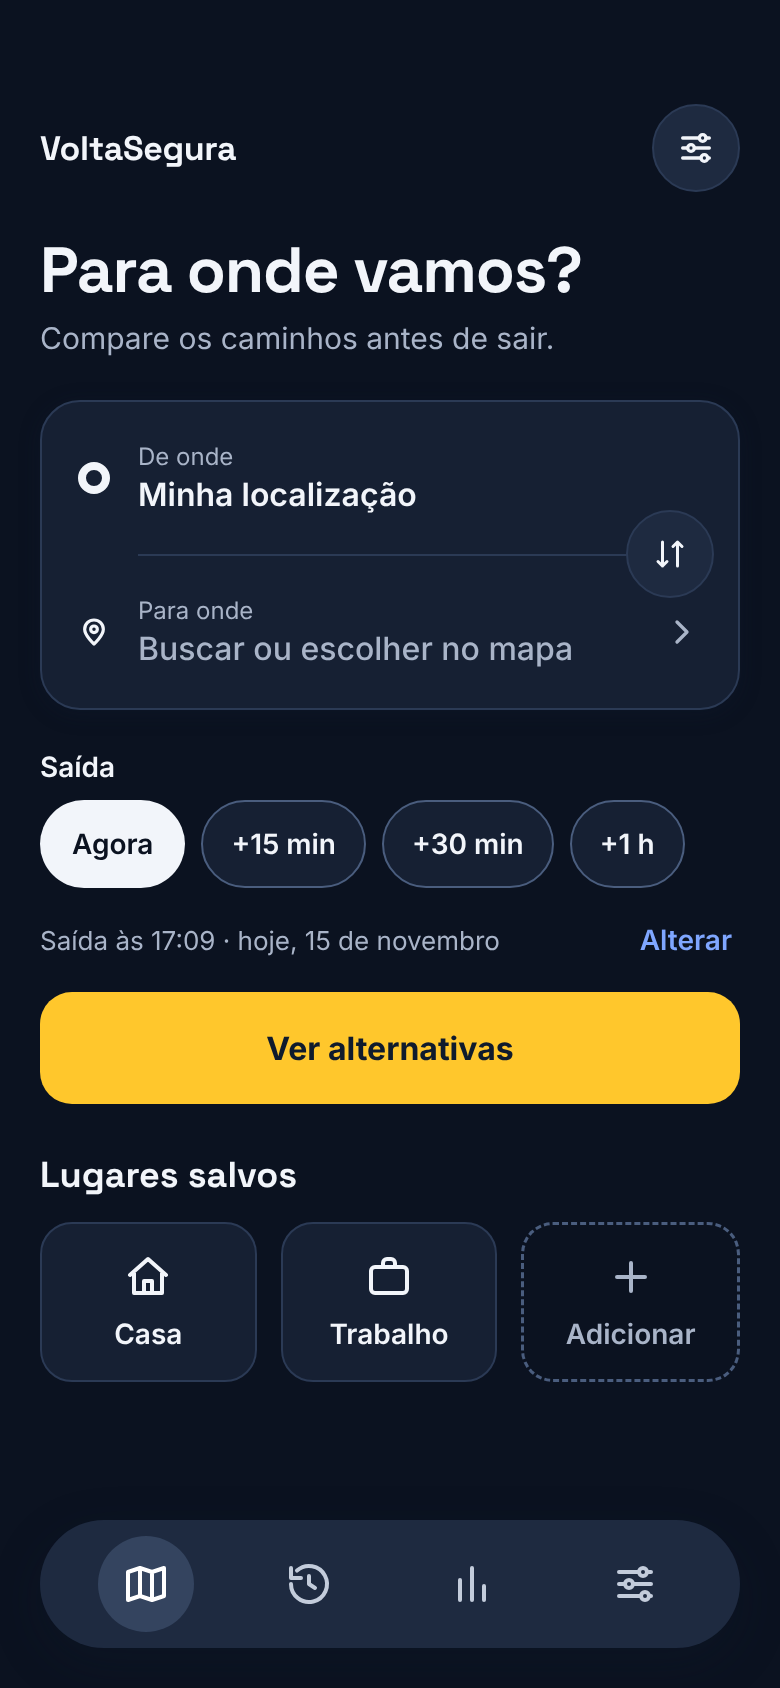 VoltaSegura
Para onde vamos?
Compare os caminhos antes de sair.
De onde
Minha localização
Para onde
Buscar ou escolher no mapa
Saída
Agora
+15 min
+30 min
+1 h
Saída às 17:09 · hoje, 15 de novembro
Alterar
Ver alternativas
Lugares salvos
Casa
Trabalho
Adicionar